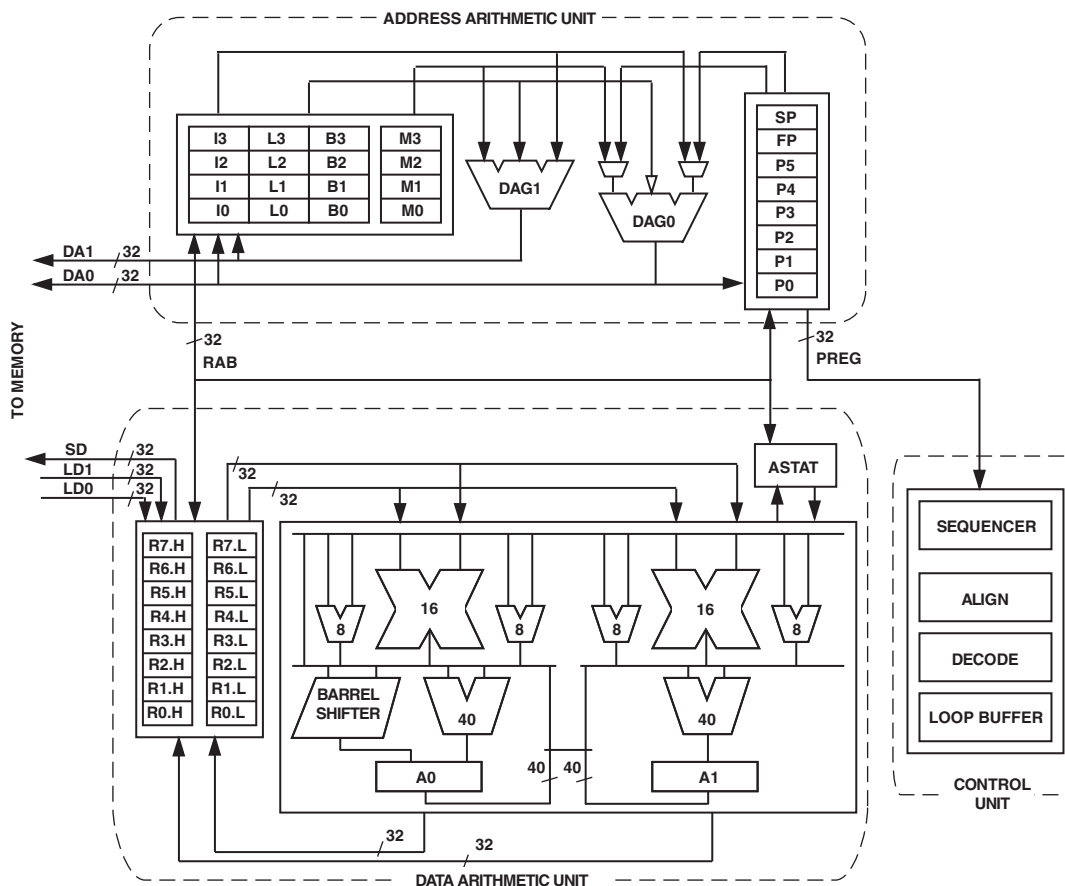 ADDRESS ARITHMETIC UNIT
I3 L3 B3 M3
I2 L2 B2 M2
I1 L1 B1 M1
I0 L0 B0 M0
DAG1
DAG0
SP
FP
P5
P4
P3
P2
P1
P0
DA1 32
DA0 32
TO MEMORY
32
RAB
32
PREG
SD 32
LD1 32
LD0 32
32
32
ASTAT
R7.H R7.L
R6.H R6.L
R5.H R5.L
R4.H R4.L
R3.H R3.L
R2.H R2.L
R1.H R1.L
R0.H R0.L
8 16 8 8 16 8
BARREL
SHIFTER
40
40
A0
40 40
A1
32
32
DATA ARITHMETIC UNIT
SEQUENCER
ALIGN
DECODE
LOOP BUFFER
CONTROL
UNIT